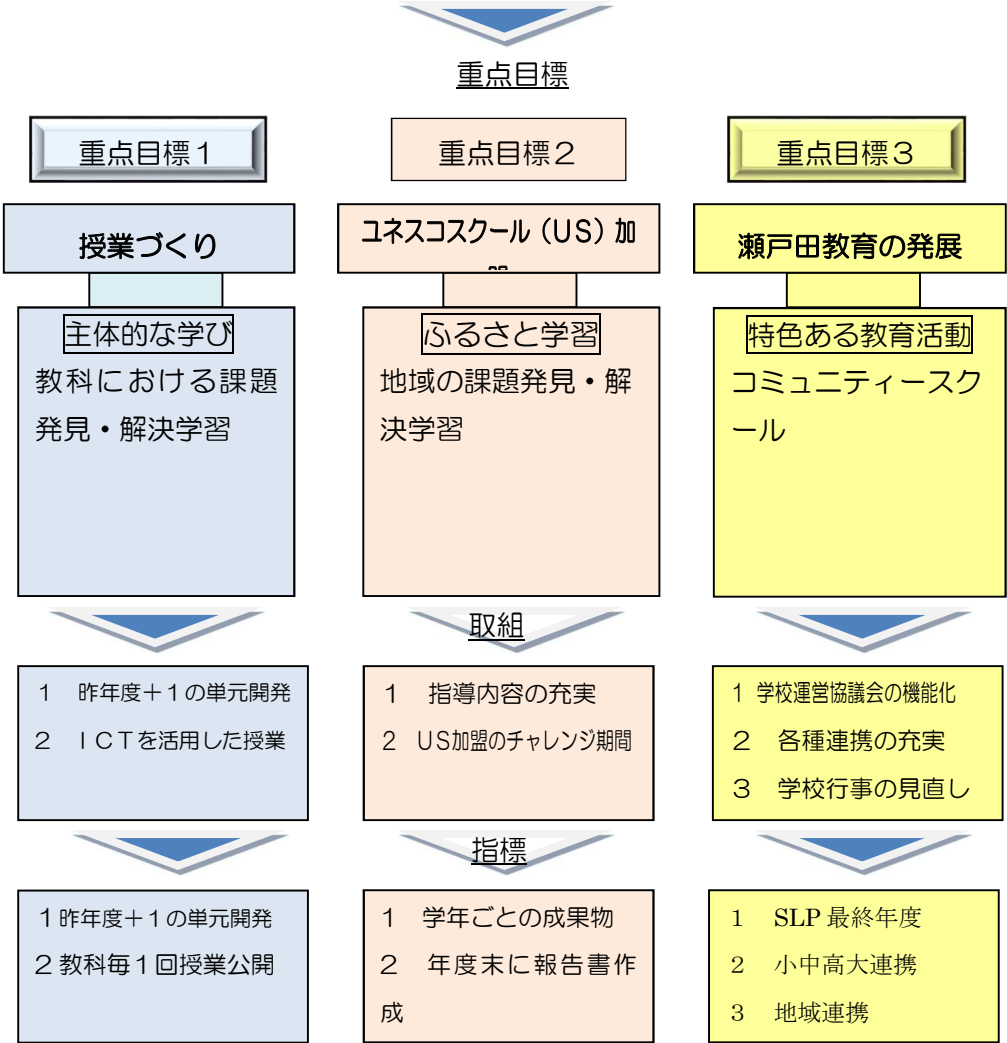 重点目標
重点目標1
授業づくり
主体的な学び
教科における課題
発見・解決学習
重点目標2
ユネスコスクール（US）加
ふるさと学習
地域の課題発見・解
決学習
重点目標3
瀬戸田教育の発展
特色ある教育活動
コミュニティースク
ール
取組
1　昨年度＋1の単元開発
2　ICTを活用した授業
1　指導内容の充実
2　US加盟のチャレンジ期間
1 学校運営協議会の機能化
2　各種連携の充実
3　学校行事の見直し
指標
1昨年度＋1の単元開発
2教科毎1回授業公開
1　学年ごとの成果物
2　年度末に報告書作
成
1　SLP最終年度
2　小中高大連携
3　地域連携